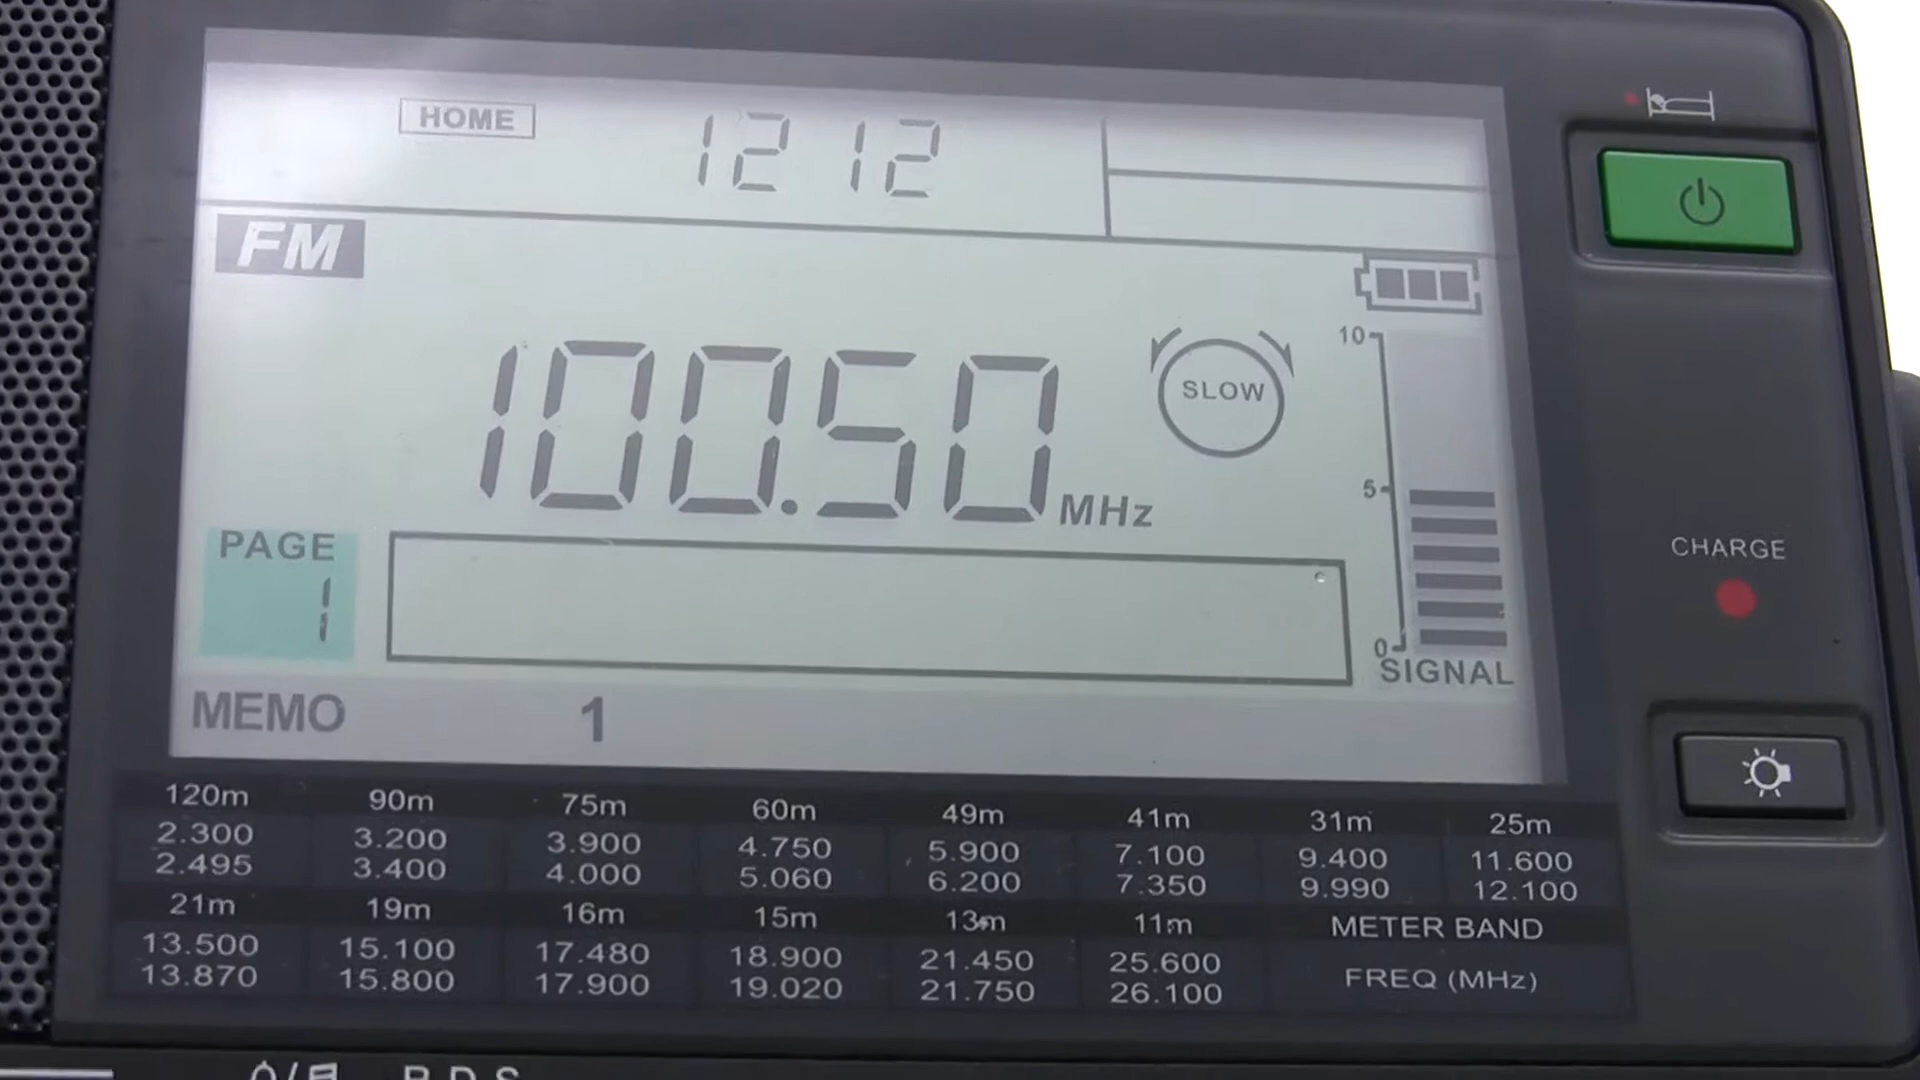 HOME 12 12
FM
100.50 MHz
SLOW
10
5
0
SIGNAL
PAGE
1
MEMO 1
CHARGE
120m 90m 75m 60m 49m 41m 31m 25m
2.300 3.200 3.900 4.750 5.900 7.100 9.400 11.600
2.495 3.400 4.000 5.060 6.200 7.350 9.990 12.100
21m 19m 16m 15m 13m 11m METER BAND
13.500 15.100 17.480 18.900 21.450 25.600 FREQ (MHz)
13.870 15.800 17.900 19.020 21.750 26.100
R D S